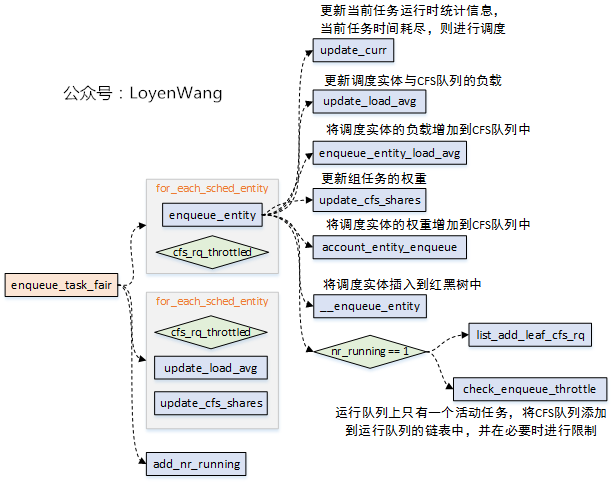 更新当前任务运行时统计信息，
当前任务时间耗尽，则进行调度
update_curr
公众号：LoyenWang
更新调度实体与CFS队列的负载
update_load_avg
将调度实体的负载增加到CFS队列中
enqueue_entity_load_avg
更新组任务的权重
update_cfs_shares
for_each_sched_entity
enqueue_entity
cfs_rq_throttled
将调度实体的权重增加到CFS队列中
account_entity_enqueue
将调度实体插入到红黑树中
__enqueue_entity
enqueue_task_fair
for_each_sched_entity
cfs_rq_throttled
update_load_avg
update_cfs_shares
nr_running == 1
list_add_leaf_cfs_rq
check_enqueue_throttle
运行队列上只有一个活动任务，将CFS队列添加
到运行队列的链表中，并在必要时进行限制
add_nr_running